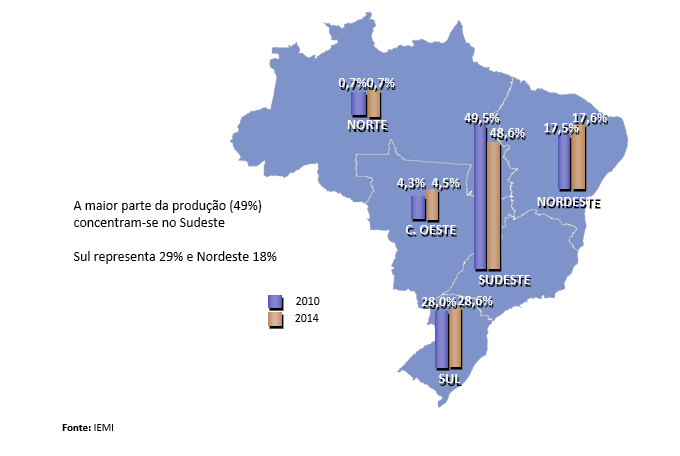 0,7% 0,7%
NORTE
49,5%
48,6%
17,5% 17,6%
NORDESTE
4,3% 4,5%
C. OESTE
SUDESTE
A maior parte da produção (49%)
concentram-se no Sudeste
Sul representa 29% e Nordeste 18%
2010
2014
28,0% 28,6%
SUL
Fonte: IEMI